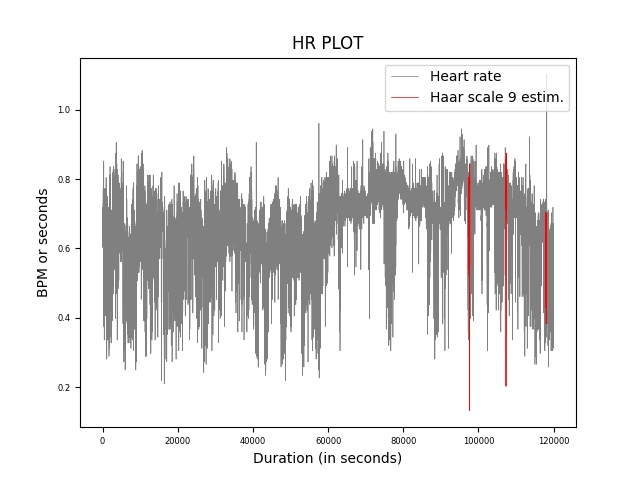 HR PLOT
Heart rate
Haar scale 9 estim.
BPM or seconds
1.0
0.8
0.6
0.4
0.2
0 20000 40000 60000 80000 100000 120000
Duration (in seconds)